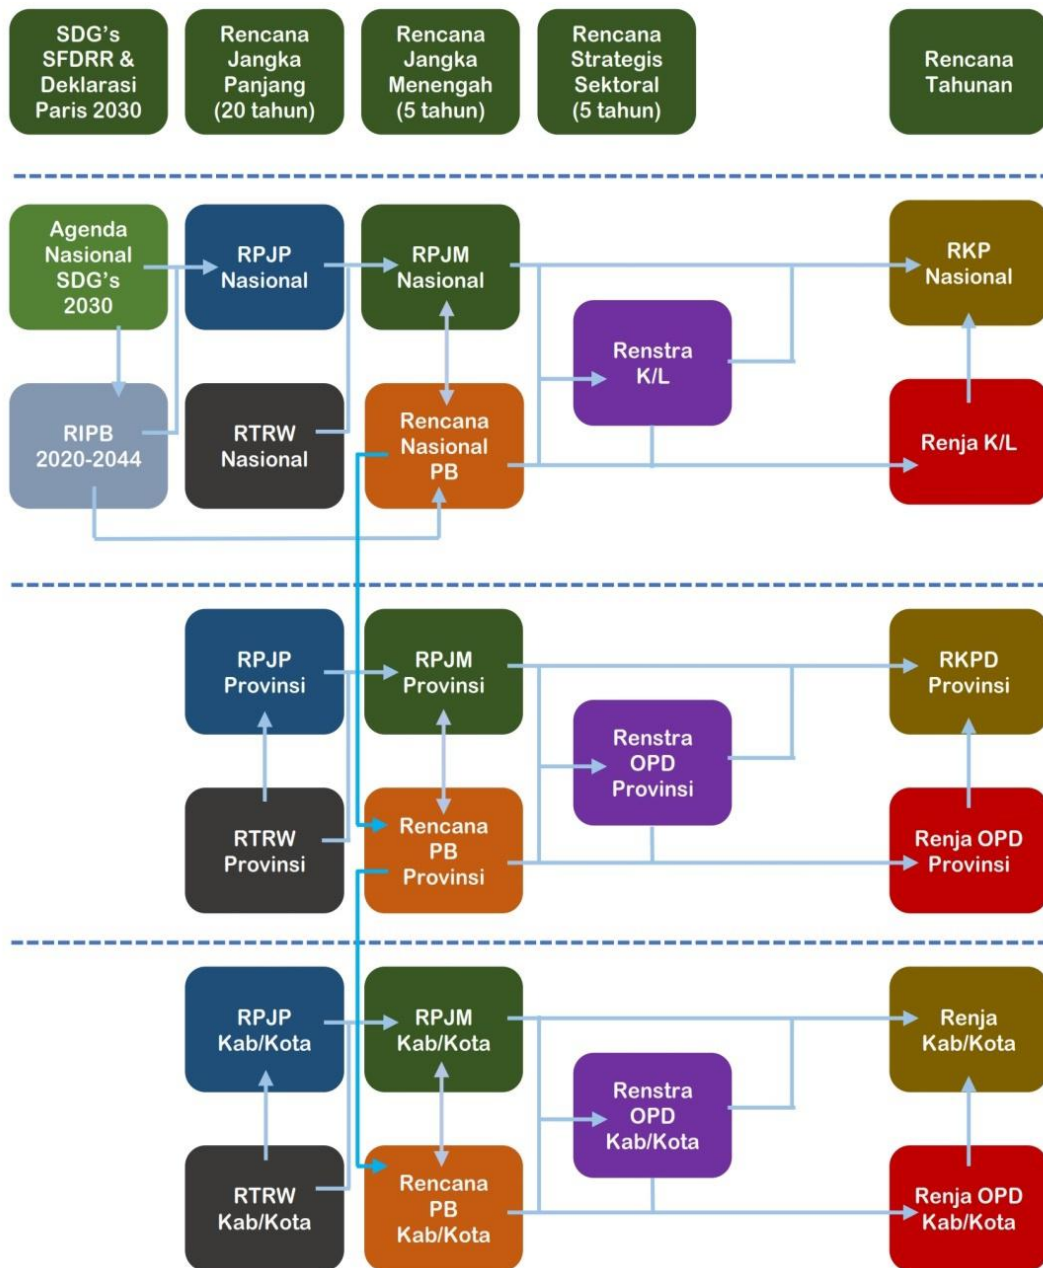 SDG's
SFDRR &
Deklarasi
Paris 2030
Rencana
Jangka
Panjang
(20 tahun)
Rencana
Jangka
Menengah
(5 tahun)
Rencana
Strategis
Sektoral
(5 tahun)
Rencana
Tahunan
Agenda
Nasional
SDG's
2030
RPJP
Nasional
RPJM
Nasional
RKP
Nasional
Renstra
K/L
RIPB
2020-2044
RTRW
Nasional
Rencana
Nasional
PB
Renja K/L
RPJP
Provinsi
RPJM
Provinsi
RKPD
Provinsi
Renstra
OPD
Provinsi
RTRW
Provinsi
Rencana
PB
Provinsi
Renja OPD
Provinsi
RPJP
Kab/Kota
RPJM
Kab/Kota
Renja
Kab/Kota
Renstra
OPD
Kab/Kota
RTRW
Kab/Kota
Rencana
PB
Kab/Kota
Renja OPD
Kab/Kota